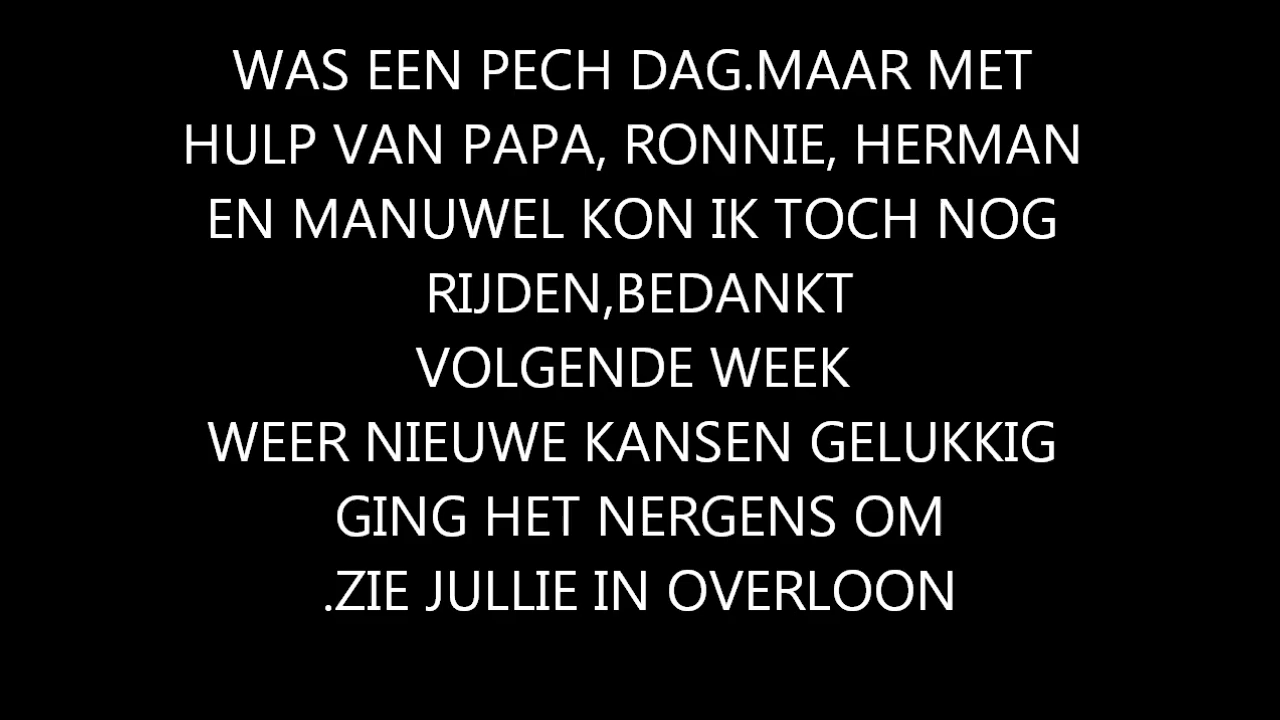 WAS EEN PECH DAG.MAAR MET
HULP VAN PAPA, RONNIE, HERMAN
EN MANUWEL KON IK TOCH NOG
RIJDEN,BEDANKT
VOLGENDE WEEK
WEER NIEUWE KANSEN GELUKKIG
GING HET NERGENS OM
.ZIE JULLIE IN OVERLOON